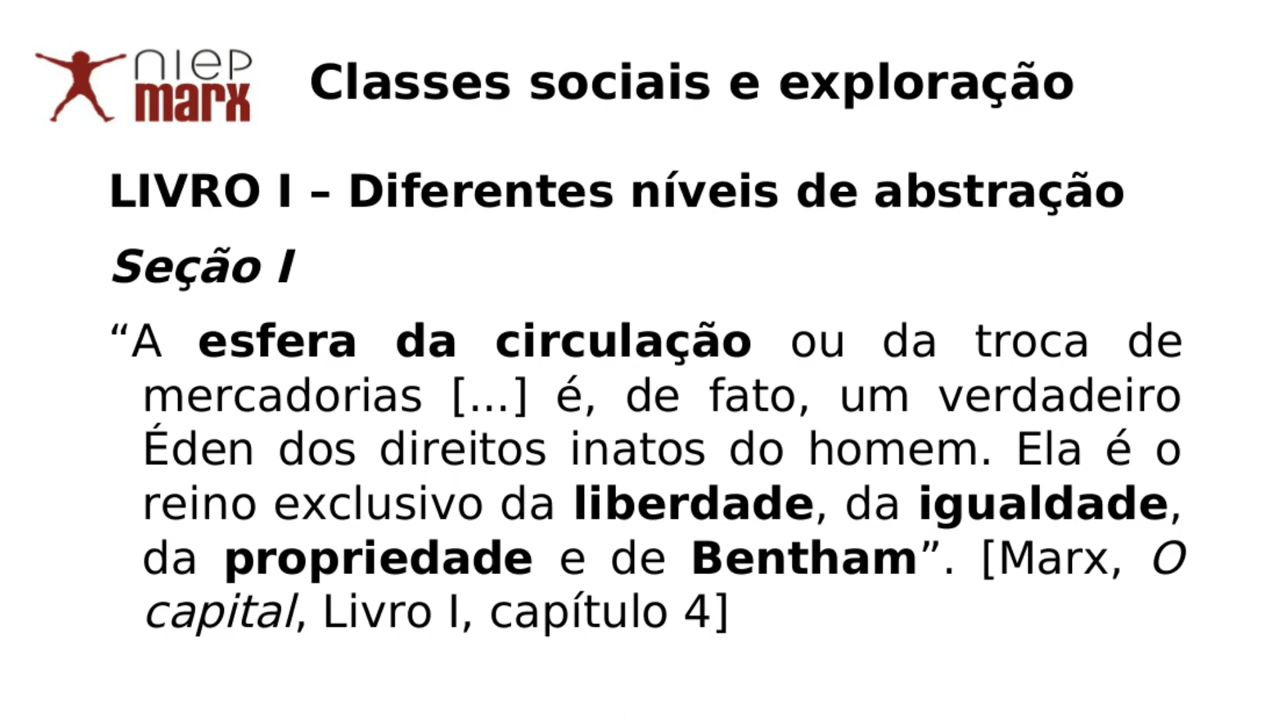 NIEP
marx
Classes sociais e exploração
LIVRO I – Diferentes níveis de abstração
Seção I
“A esfera da circulação ou da troca de
mercadorias [...] é, de fato, um verdadeiro
Éden dos direitos inatos do homem. Ela é o
reino exclusivo da liberdade, da igualdade,
da propriedade e de Bentham”. [Marx, O
capital, Livro I, capítulo 4]